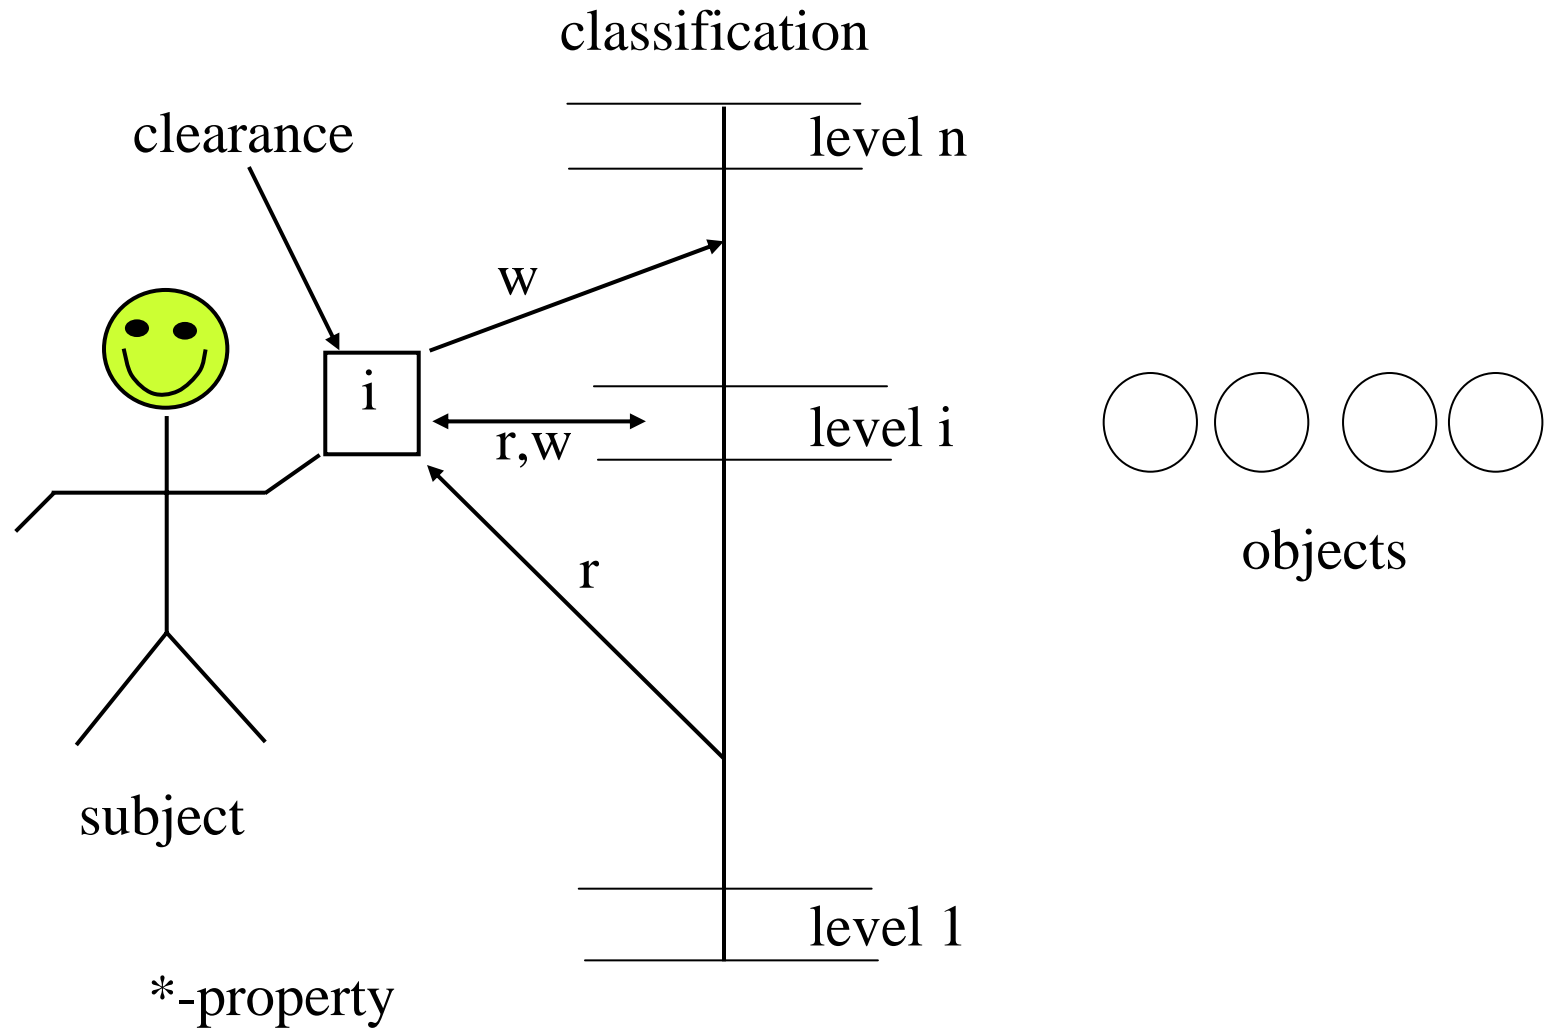 classification
clearance
level n
w
i
level i
r,w
objects
r
subject
level 1
*-property